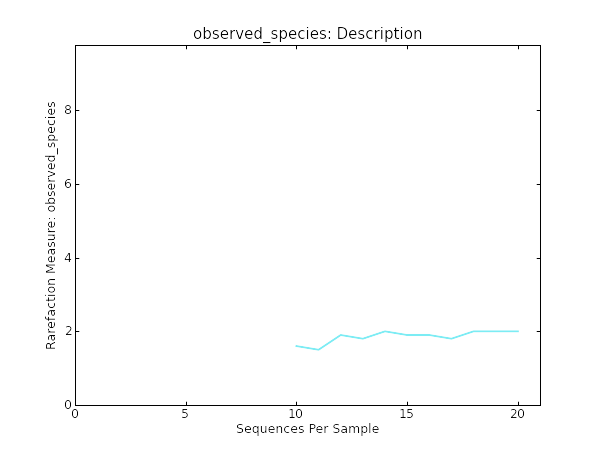 observed_species: Description
Rarefaction Measure: observed_species
8
6
4
2
0
0 5 10 15 20
Sequences Per Sample